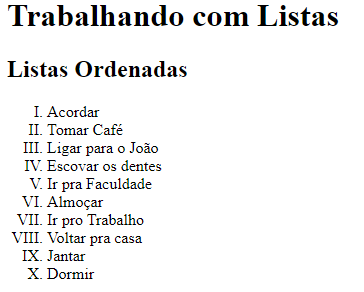 Trabalhando com Listas
Listas Ordenadas
I. Acordar
II. Tomar Café
III. Ligar para o João
IV. Escovar os dentes
V. Ir pra Faculdade
VI. Almoçar
VII. Ir pro Trabalho
VIII. Voltar pra casa
IX. Jantar
X. Dormir